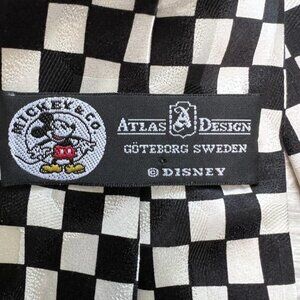 MICKEY & CO
ATLAS A DESIGN
GÖTEBORG SWEDEN
© DISNEY